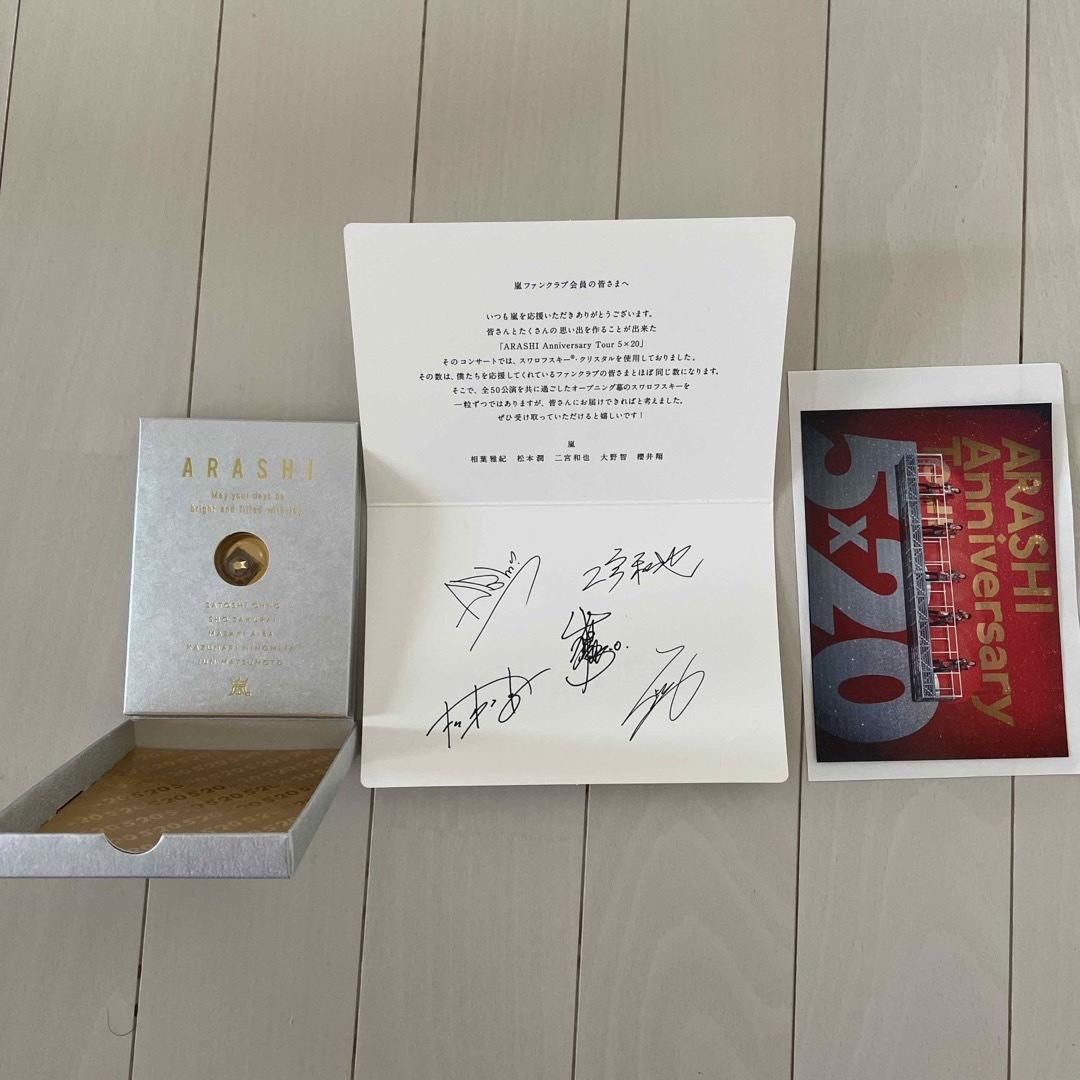 ARASHI
May your days be
bright and filled with joy
SATOSHI OHNO
SHO SAKURAI
MASAKI AIBA
KAZUNARI NINOMIYA
JUN MATSUMOTO
嵐
5×20 5×20 5×20
嵐ファンクラブ会員の皆さまへ
いつも嵐を応援いただきありがとうございます。
皆さんとたくさんの思い出を作ることが出来た
「ARASHI Anniversary Tour 5×20」
そのコンサートでは、スワロフスキー®・クリスタルを使用しておりました。
その数は、僕たちを応援してくれているファンクラブの皆さまとほぼ同じ数になります。
そこで、全50公演を共に過ごしたオープニング幕のスワロフスキーを
一粒ずつではありますが、皆さんにお届けできればと考えました。
ぜひ受け取っていただけると嬉しいです！
嵐
相葉雅紀 松本潤 二宮和也 大野智 櫻井翔
二宮和也
ARASHI
Anniversary
5×20